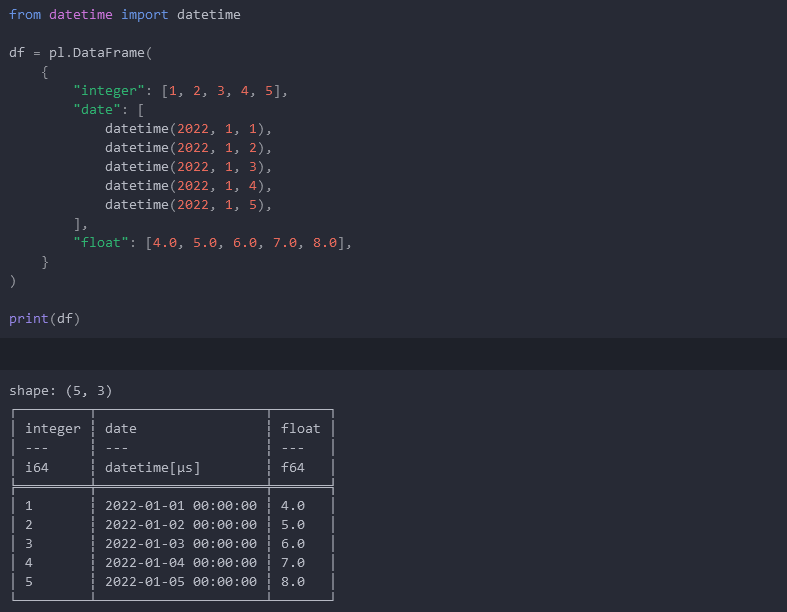 from datetime import datetime
df = pl.DataFrame(
    {
        "integer": [1, 2, 3, 4, 5],
        "date": [
            datetime(2022, 1, 1),
            datetime(2022, 1, 2),
            datetime(2022, 1, 3),
            datetime(2022, 1, 4),
            datetime(2022, 1, 5),
        ],
        "float": [4.0, 5.0, 6.0, 7.0, 8.0],
    }
)
print(df)
shape: (5, 3)
┌─────────┬─────────────────────┬───────┐
│ integer ┆ date                ┆ float │
│ ---     ┆ ---                 ┆ ---   │
│ i64     ┆ datetime[μs]        ┆ f64   │
╞═════════╪═════════════════════╪═══════╡
│ 1       ┆ 2022-01-01 00:00:00 ┆ 4.0   │
│ 2       ┆ 2022-01-02 00:00:00 ┆ 5.0   │
│ 3       ┆ 2022-01-03 00:00:00 ┆ 6.0   │
│ 4       ┆ 2022-01-04 00:00:00 ┆ 7.0   │
│ 5       ┆ 2022-01-05 00:00:00 ┆ 8.0   │
└─────────┴─────────────────────┴───────┘